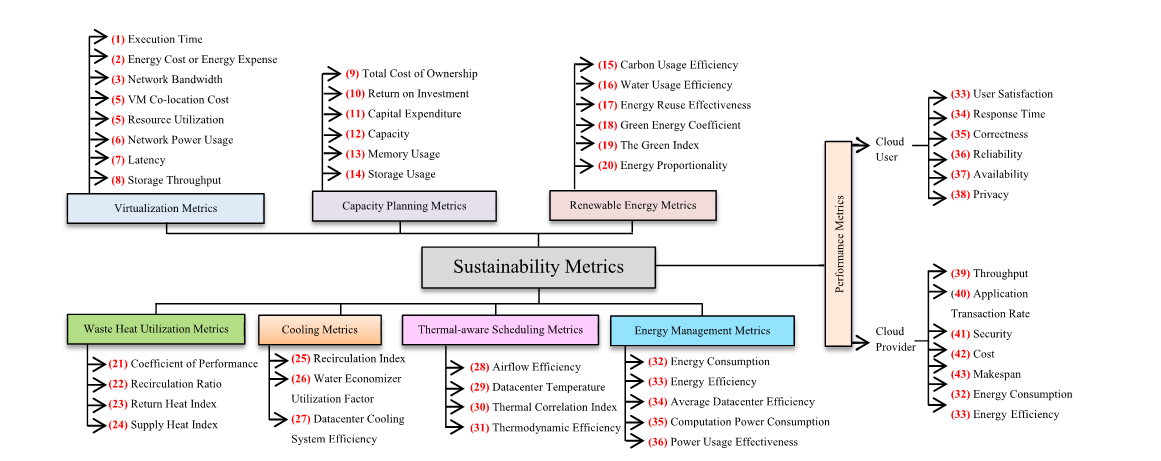 (1) Execution Time
(2) Energy Cost or Energy Expense
(3) Network Bandwidth
(5) VM Co-location Cost
(5) Resource Utilization
(6) Network Power Usage
(7) Latency
(8) Storage Throughput
Virtualization Metrics
(9) Total Cost of Ownership
(10) Return on Investment
(11) Capital Expenditure
(12) Capacity
(13) Memory Usage
(14) Storage Usage
Capacity Planning Metrics
(15) Carbon Usage Efficiency
(16) Water Usage Efficiency
(17) Energy Reuse Effectiveness
(18) Green Energy Coefficient
(19) The Green Index
(20) Energy Proportionality
Renewable Energy Metrics
Sustainability Metrics
Performance Metrics
Cloud
User
(33) User Satisfaction
(34) Response Time
(35) Correctness
(36) Reliability
(37) Availability
(38) Privacy
Cloud
Provider
(39) Throughput
(40) Application
Transaction Rate
(41) Security
(42) Cost
(43) Makespan
(32) Energy Consumption
(33) Energy Efficiency
Waste Heat Utilization Metrics
(21) Coefficient of Performance
(22) Recirculation Ratio
(23) Return Heat Index
(24) Supply Heat Index
Cooling Metrics
(25) Recirculation Index
(26) Water Economizer
Utilization Factor
(27) Datacenter Cooling
System Efficiency
Thermal-aware Scheduling Metrics
(28) Airflow Efficiency
(29) Datacenter Temperature
(30) Thermal Correlation Index
(31) Thermodynamic Efficiency
Energy Management Metrics
(32) Energy Consumption
(33) Energy Efficiency
(34) Average Datacenter Efficiency
(35) Computation Power Consumption
(36) Power Usage Effectiveness